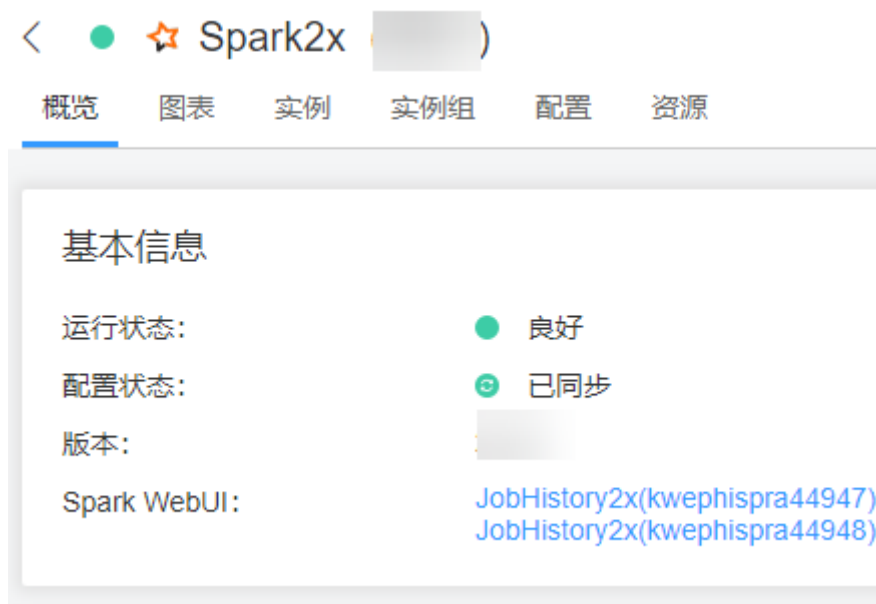 Spark2x )
概览 图表 实例 实例组 配置 资源
基本信息
运行状态: 良好
配置状态: 已同步
版本:
Spark WebUI: JobHistory2x(kwephispra44947)
JobHistory2x(kwephispra44948)